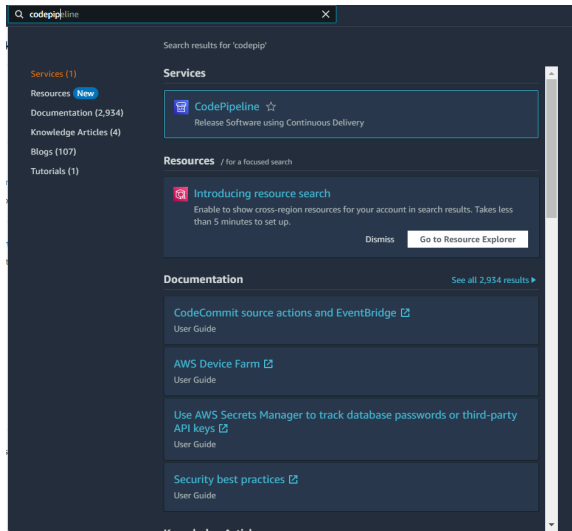 codepipeline
Search results for 'codepip'
Services (1)
Resources New
Documentation (2,934)
Knowledge Articles (4)
Blogs (107)
Tutorials (1)
Services
CodePipeline
Release Software using Continuous Delivery
Resources / for a focused search
Introducing resource search
Enable to show cross-region resources for your account in search results. Takes less
than 5 minutes to set up.
Dismiss Go to Resource Explorer
Documentation See all 2,934 results
CodeCommit source actions and EventBridge
User Guide
AWS Device Farm
User Guide
Use AWS Secrets Manager to track database passwords or third-party
API keys
User Guide
Security best practices
User Guide